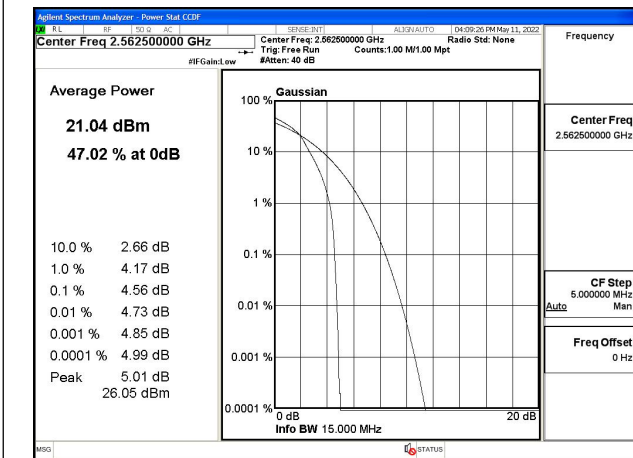 Agilent Spectrum Analyzer - Power Stat CCDF
RL RF 50 Ω AC SENSE:INT ALIGN AUTO 04:09:26 PM May 11, 2022
Center Freq 2.562500000 GHz
Center Freq: 2.562500000 GHz Radio Std: None
Trig: Free Run Counts:1.00 M/1.00 Mpt
#IFGain:Low #Atten: 40 dB
Frequency
Average Power
21.04 dBm
47.02 % at 0dB
10.0 % 2.66 dB
1.0 % 4.17 dB
0.1 % 4.56 dB
0.01 % 4.73 dB
0.001 % 4.85 dB
0.0001 % 4.99 dB
Peak 5.01 dB
26.05 dBm
Gaussian
100 %
10 %
1 %
0.1 %
0.01 %
0.001 %
0.0001 %
0 dB 20 dB
Info BW 15.000 MHz
Center Freq
2.562500000 GHz
CF Step
5.000000 MHz
Auto Man
Freq Offset
0 Hz
MSG STATUS